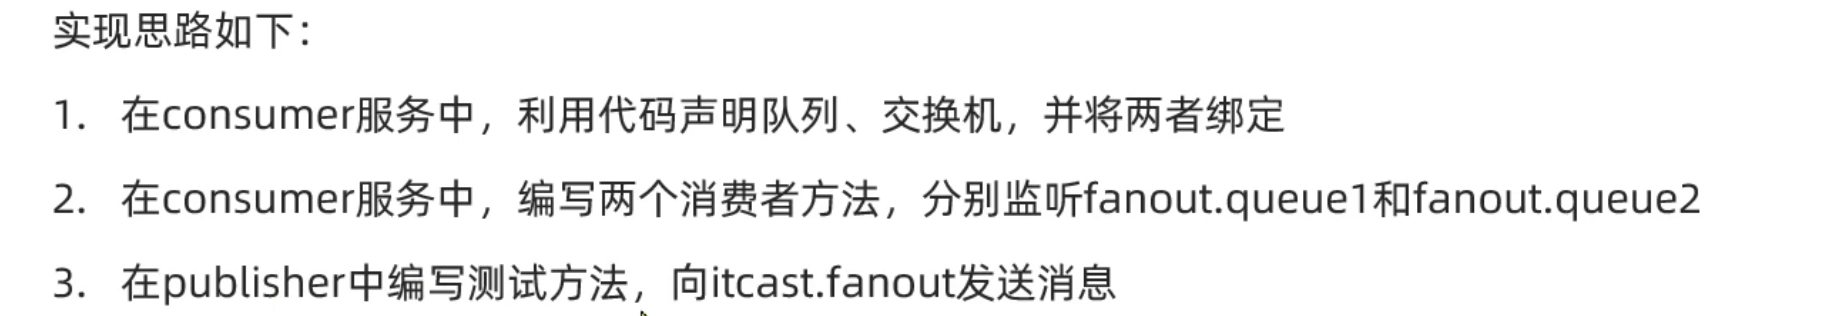 实现思路如下：
1. 在consumer服务中，利用代码声明队列、交换机，并将两者绑定
2. 在consumer服务中，编写两个消费者方法，分别监听fanout.queue1和fanout.queue2
3. 在publisher中编写测试方法，向itcast.fanout发送消息